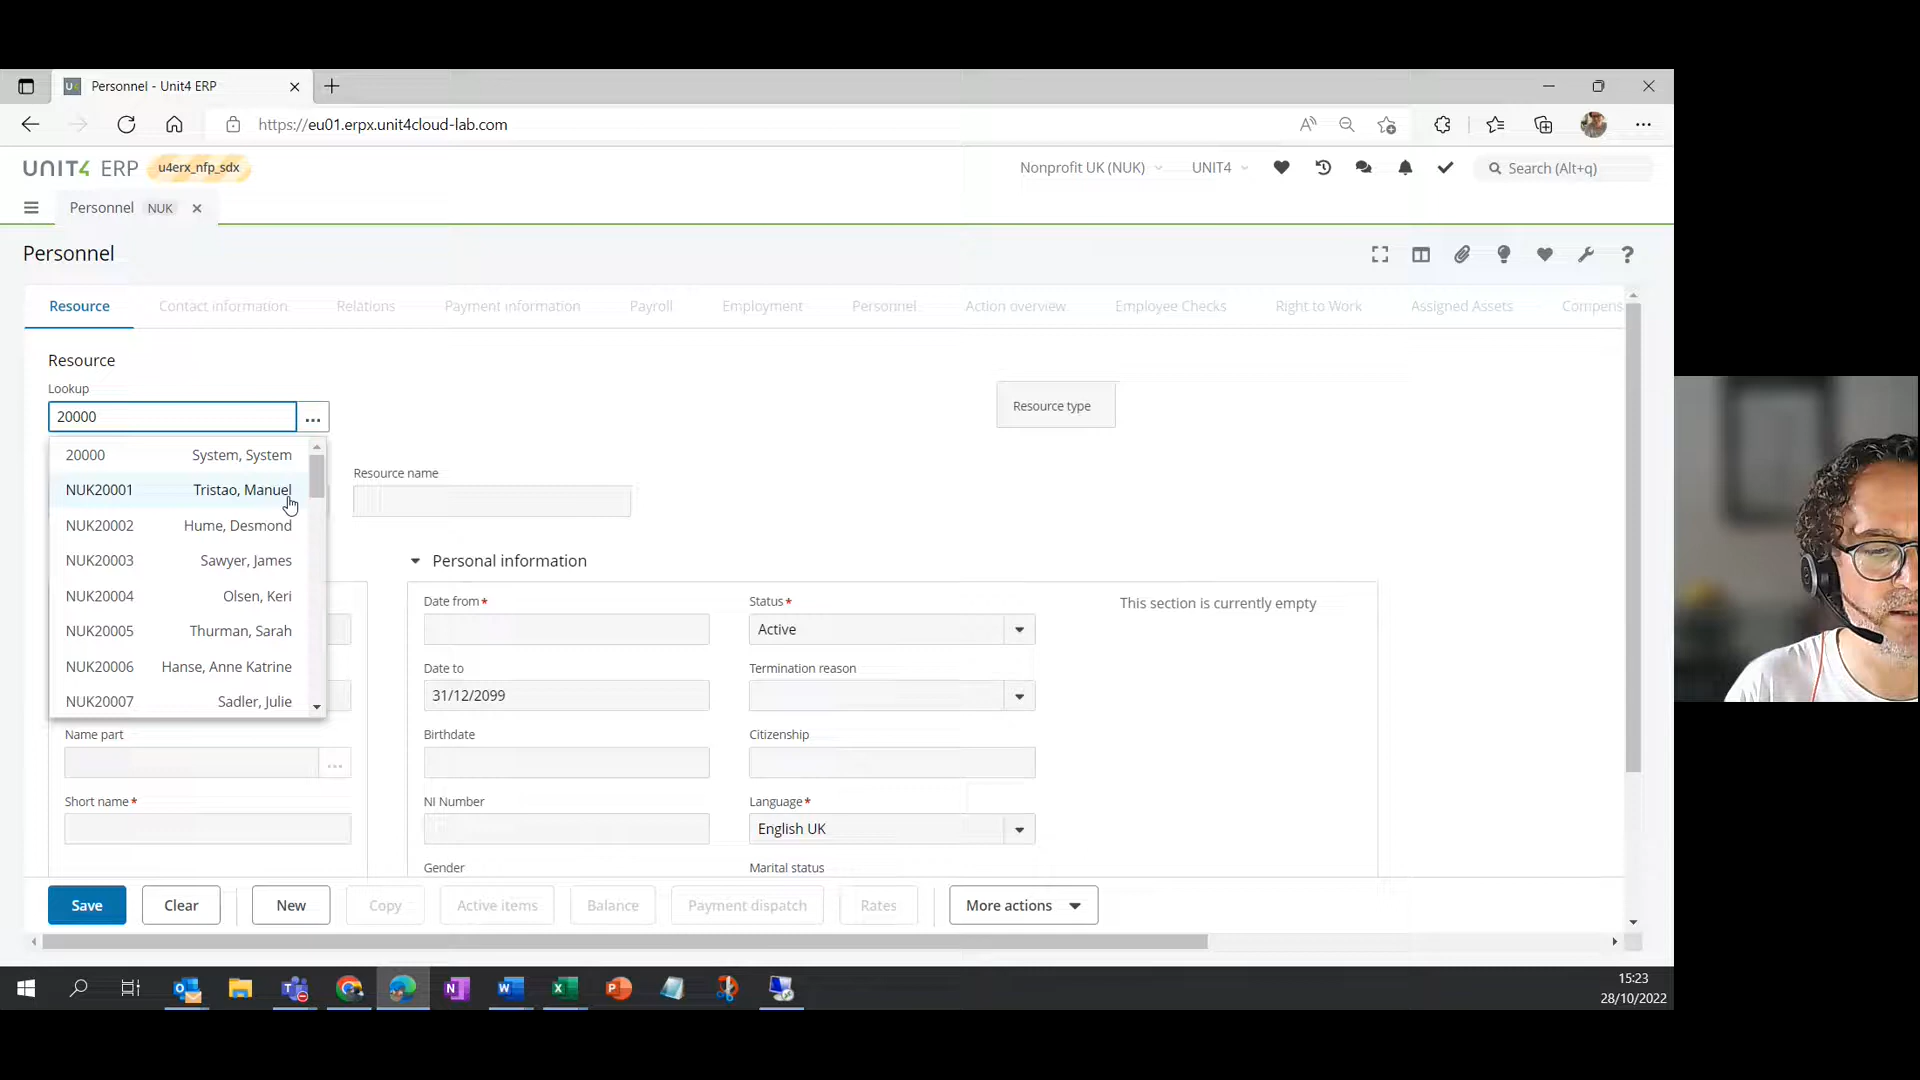 Personnel - Unit4 ERP
https://eu01.erpx.unit4cloud-lab.com
UNIT4 ERP u4erx_nfp_sdx Nonprofit UK (NUK) UNIT4 Search (Alt+q)
Personnel NUK
Personnel
Resource Contact information Relations Payment information Payroll Employment Personnel Action overview Employee Checks Right to Work Assigned Assets Compens
Resource
Lookup
20000
Resource type
20000 System, System
NUK20001 Tristao, Manuel
NUK20002 Hume, Desmond
NUK20003 Sawyer, James
NUK20004 Olsen, Keri
NUK20005 Thurman, Sarah
NUK20006 Hanse, Anne Katrine
NUK20007 Sadler, Julie
Resource name
Name part
Short name*
Personal information
Date from* Status*
Active
Date to Termination reason
31/12/2099
Birthdate Citizenship
NI Number Language*
English UK
Gender Marital status
This section is currently empty
Save Clear New Copy Active items Balance Payment dispatch Rates More actions
15:23
28/10/2022